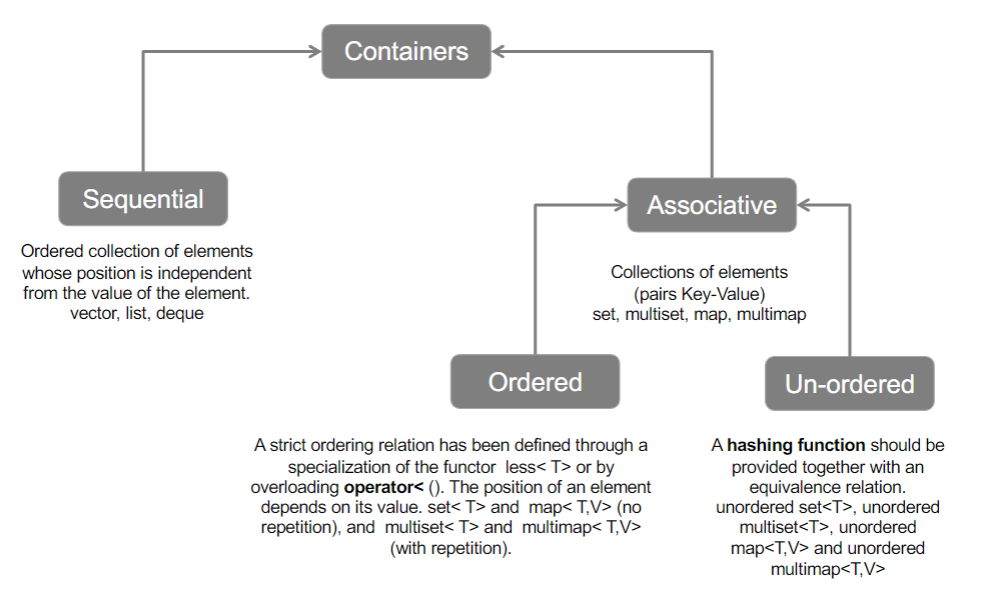 Containers
Sequential
Ordered collection of elements
whose position is independent
from the value of the element.
vector, list, deque
Associative
Collections of elements
(pairs Key-Value)
set, multiset, map, multimap
Ordered
A strict ordering relation has been defined through a
specialization of the functor less< T> or by
overloading operator< (). The position of an element
depends on its value. set< T> and map< T,V> (no
repetition), and multiset< T> and multimap< T,V>
(with repetition).
Un-ordered
A hashing function should be
provided together with an
equivalence relation.
unordered set<T>, unordered
multiset<T>, unordered
map<T,V> and unordered
multimap<T,V>